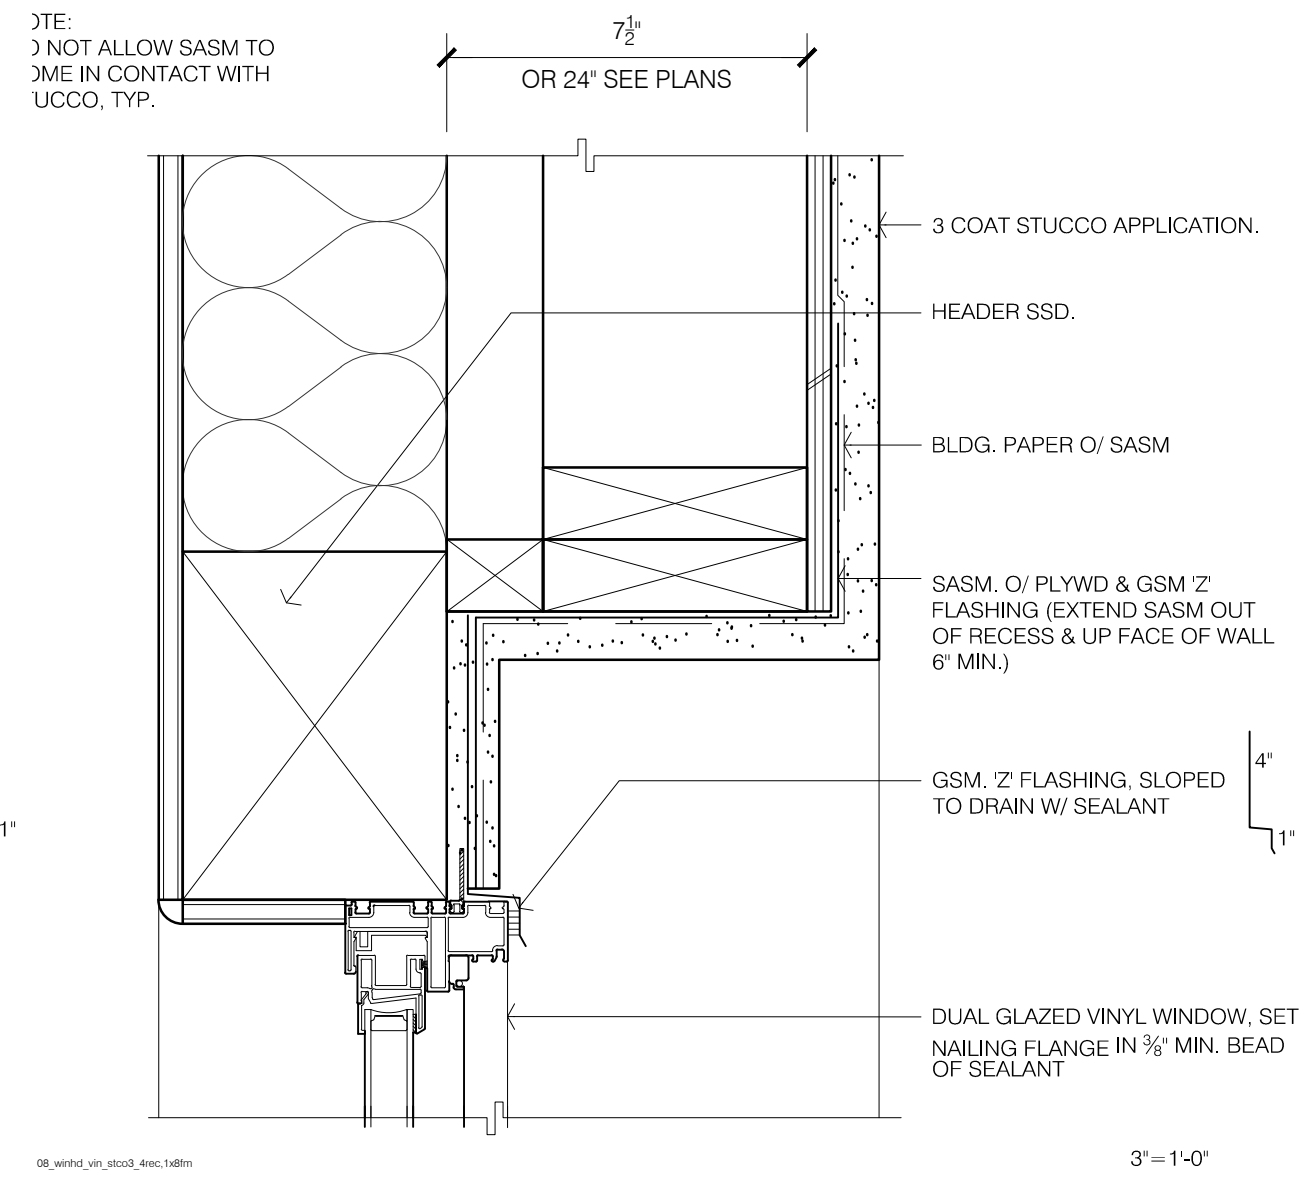 OTE:
O NOT ALLOW SASM TO
OME IN CONTACT WITH
TUCCO, TYP.
7½"
OR 24" SEE PLANS
3 COAT STUCCO APPLICATION.
HEADER SSD.
BLDG. PAPER O/ SASM
SASM. O/ PLYWD & GSM 'Z'
FLASHING (EXTEND SASM OUT
OF RECESS & UP FACE OF WALL
6" MIN.)
GSM. 'Z' FLASHING, SLOPED
TO DRAIN W/ SEALANT
4"
1"
1"
DUAL GLAZED VINYL WINDOW, SET
NAILING FLANGE IN ⅜" MIN. BEAD
OF SEALANT
08_winhd_vin_stco3_4rec,1x8fm
3"=1'-0"